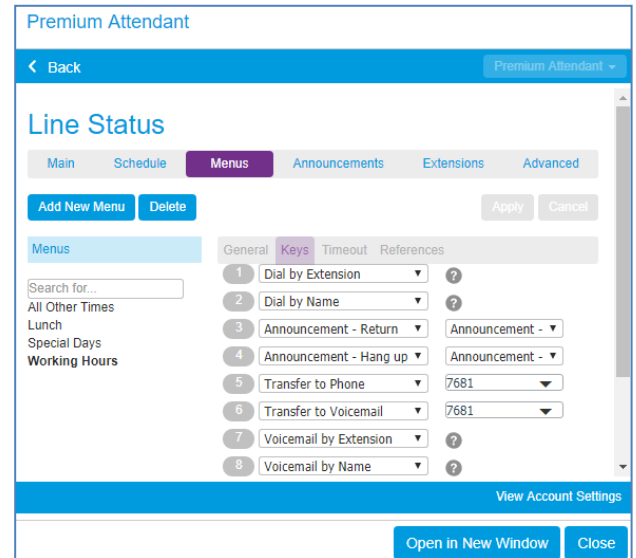 Premium Attendant
Back Premium Attendant
Line Status
Main Schedule Menus Announcements Extensions Advanced
Add New Menu Delete Apply Cancel
Menus General Keys Timeout References
Search for...
All Other Times
Lunch
Special Days
Working Hours
1 Dial by Extension ?
2 Dial by Name ?
3 Announcement - Return Announcement -
4 Announcement - Hang up Announcement -
5 Transfer to Phone 7681
6 Transfer to Voicemail 7681
7 Voicemail by Extension ?
8 Voicemail by Name ?
View Account Settings
Open in New Window Close